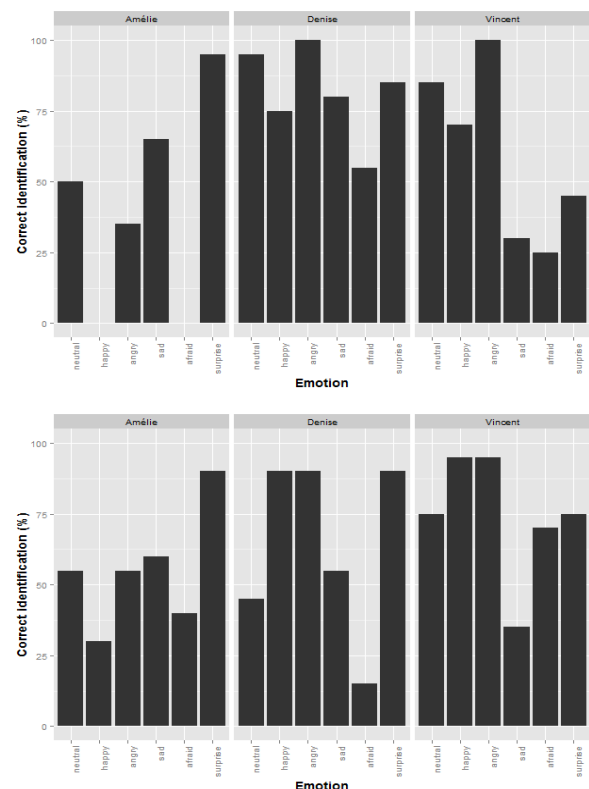 Amélie Denise Vincent
100
75
50
25
0
Correct Identification (%)
neutral happy angry sad afraid surprise neutral happy angry sad afraid surprise neutral happy angry sad afraid surprise
Emotion
Amélie Denise Vincent
100
75
50
25
0
Correct Identification (%)
neutral happy angry sad afraid surprise neutral happy angry sad afraid surprise neutral happy angry sad afraid surprise
Emotion